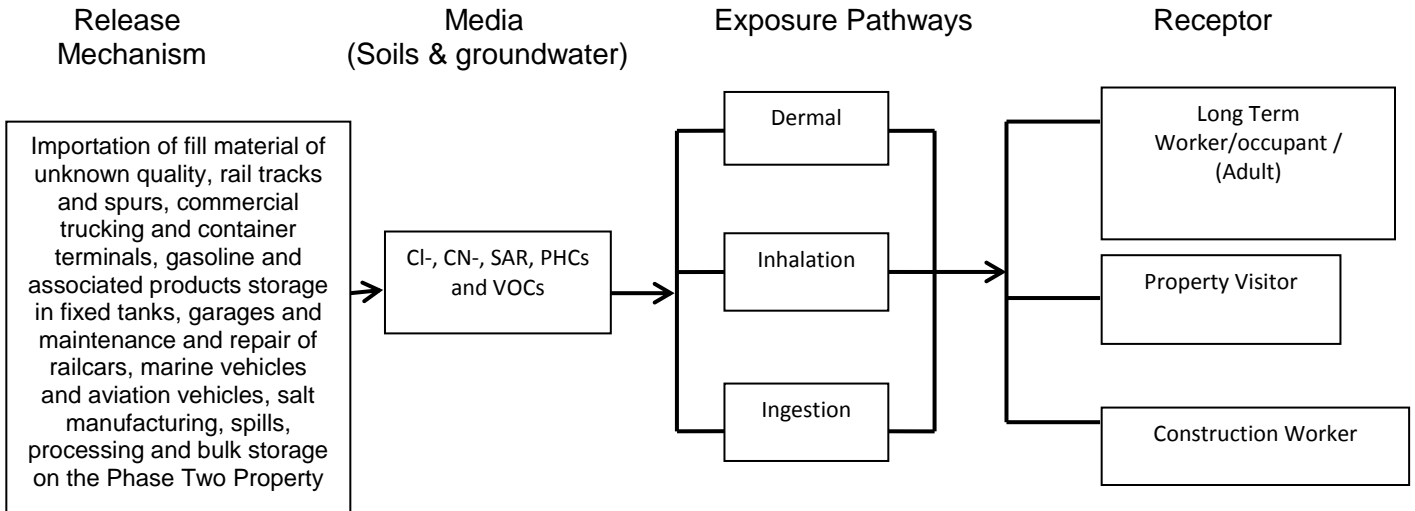 Release
Mechanism
Media
(Soils & groundwater)
Exposure Pathways
Receptor
Importation of fill material of
unknown quality, rail tracks
and spurs, commercial
trucking and container
terminals, gasoline and
associated products storage
in fixed tanks, garages and
maintenance and repair of
railcars, marine vehicles
and aviation vehicles, salt
manufacturing, spills,
processing and bulk storage
on the Phase Two Property
Cl-, CN-, SAR, PHCs
and VOCs
Dermal
Inhalation
Ingestion
Long Term
Worker/occupant /
(Adult)
Property Visitor
Construction Worker